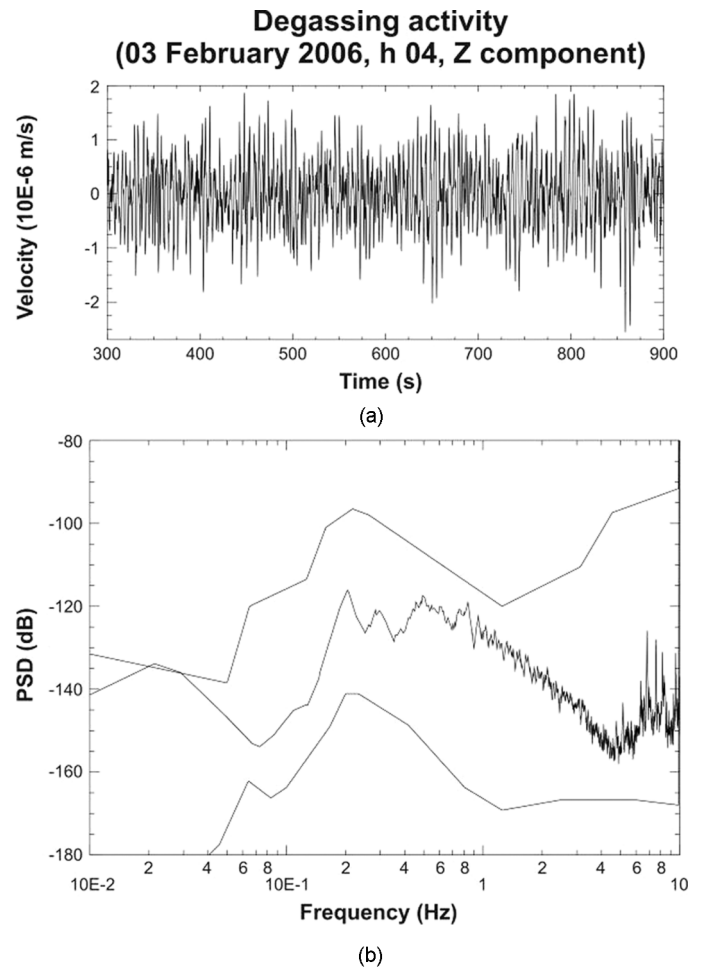 Degassing activity
(03 February 2006, h 04, Z component)
2
1
0
-1
-2
Velocity (10E-6 m/s)
300 400 500 600 700 800 900
Time (s)
(a)
-80
-100
-120
-140
-160
-180
PSD (dB)
2 4 6 8 2 4 6 8 2 4 6 8
10E-2 10E-1 1 10
Frequency (Hz)
(b)